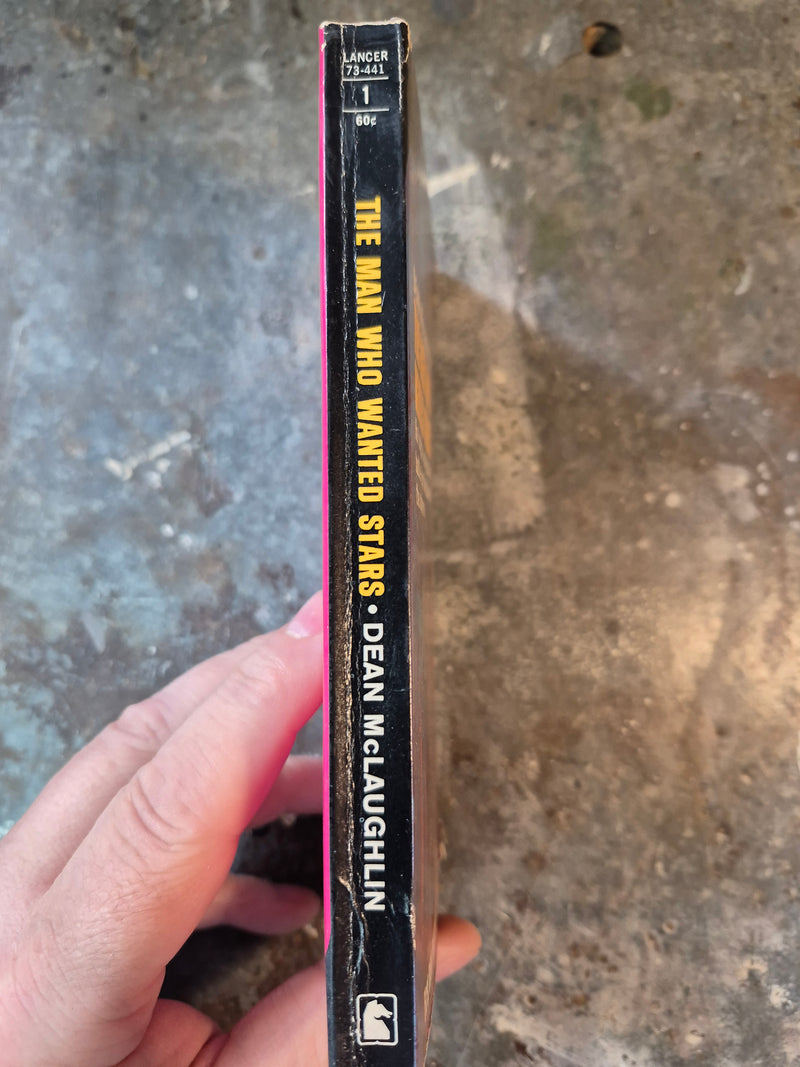 LANCER
73-441
1
60¢
THE MAN WHO WANTED STARS • DEAN McLAUGHLIN